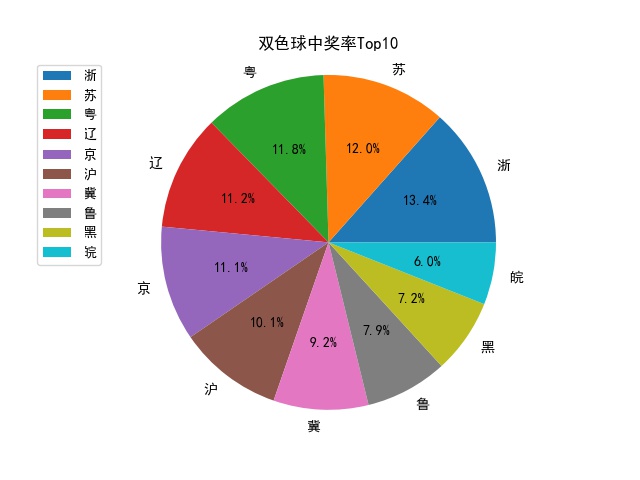 双色球中奖率Top10
浙
苏
粤
辽
京
沪
冀
鲁
黑
皖
浙
13.4%
苏
12.0%
粤
11.8%
辽
11.2%
京
11.1%
沪
10.1%
冀
9.2%
鲁
7.9%
黑
7.2%
皖
6.0%